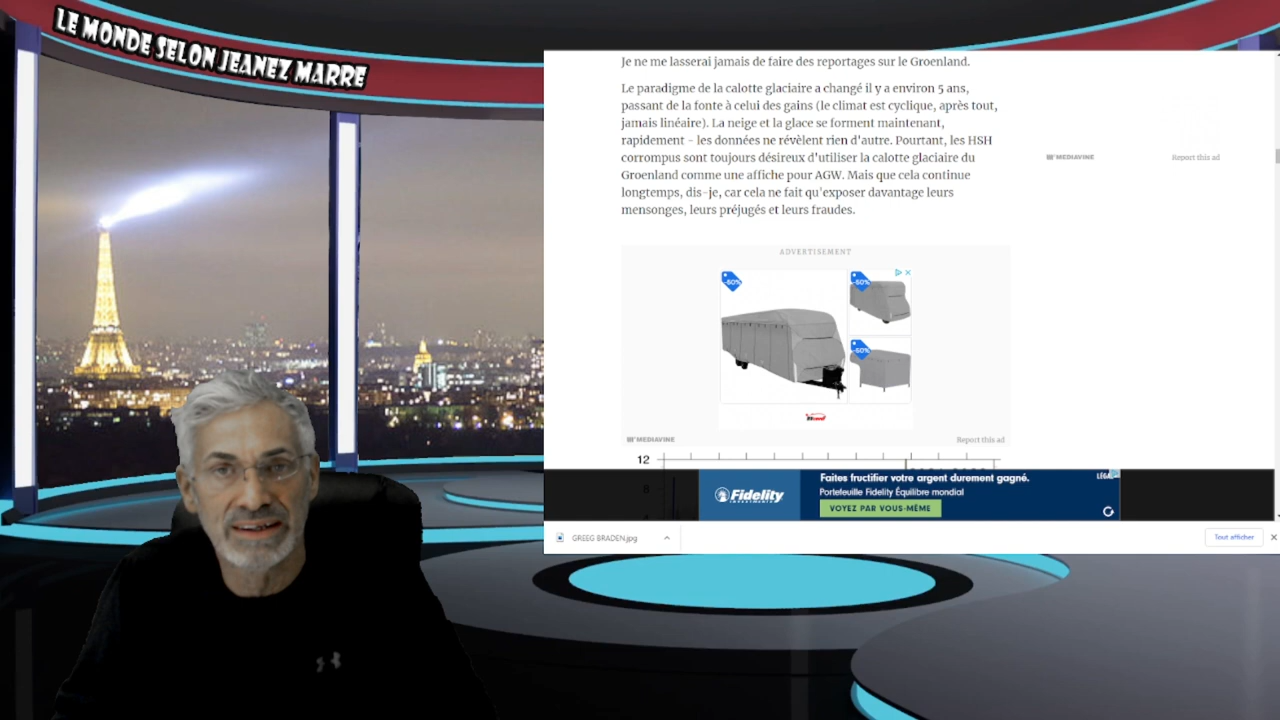 LE MONDE SELON JEANEZ MARRE
Je ne me lasserai jamais de faire des reportages sur le Groenland.
Le paradigme de la calotte glaciaire a changé il y a environ 5 ans,
passant de la fonte à celui des gains (le climat est cyclique, après tout,
jamais linéaire). La neige et la glace se forment maintenant,
rapidement - les données ne révèlent rien d'autre. Pourtant, les HSH
corrompus sont toujours désireux d'utiliser la calotte glaciaire du
Groenland comme une affiche pour AGW. Mais que cela continue
longtemps, dis-je, car cela ne fait qu'exposer davantage leurs
mensonges, leurs préjugés et leurs fraudes.
MEDIAVINE
Report this ad
ADVERTISEMENT
-60%
-50%
-50%
MEDIAVINE
Report this ad
12
8
Fidelity
INVESTMENTS
Faites fructifier votre argent durement gagné.
Portefeuille Fidelity Équilibre mondial
VOYEZ PAR VOUS-MÊME
LÉGAL
GREEG BRADEN.jpg
Tout afficher